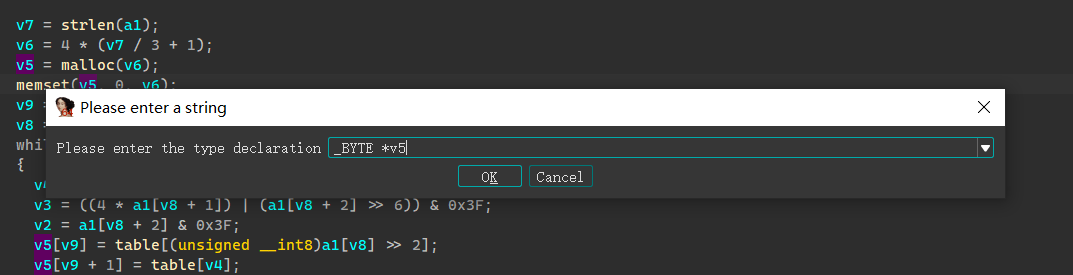 v7 = strlen(a1);
v6 = 4 * (v7 / 3 + 1);
v5 = malloc(v6);
memset(v5, 0, v6);
Please enter a string
v9 =
v8 =
Please enter the type declaration _BYTE *v5
OK Cancel
{
v3 = ((4 * a1[v8 + 1]) | (a1[v8 + 2] >> 6)) & 0x3F;
v2 = a1[v8 + 2] & 0x3F;
v5[v9] = table[(unsigned __int8)a1[v8] >> 2];
v5[v9 + 1] = table[v4];